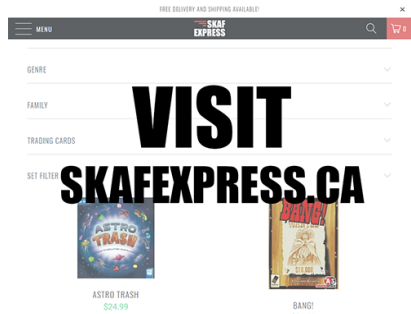 FREE DELIVERY AND SHIPPING AVAILABLE!
MENU
SKAF
EXPRESS
0
GENRE
FAMILY
VISIT
TRADING CARDS
SET FILTER
SKAFEXPRESS.CA
ASTRO
TRASH
BANG!
ASTRO TRASH
$24.99
BANG!